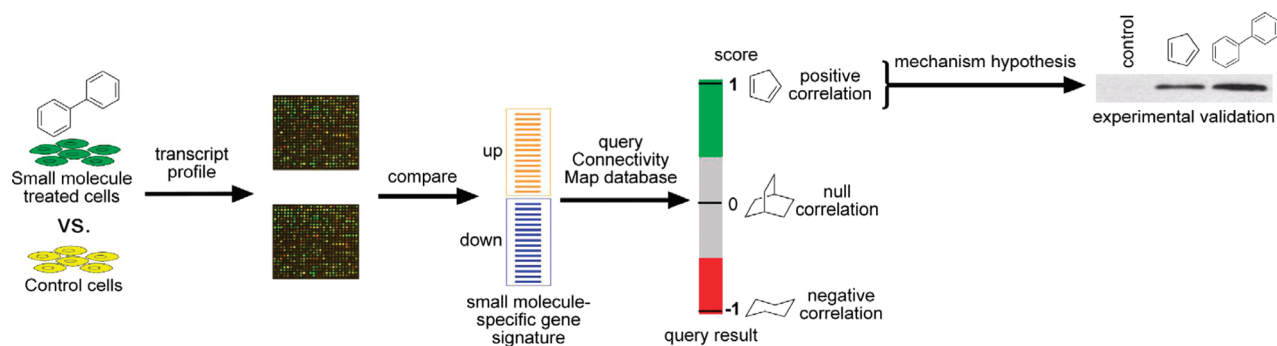 Small molecule
treated cells
vs.
Control cells
transcript
profile
compare
up
down
small molecule-
specific gene
signature
query
Connectivity
Map database
score
1
positive
correlation
0
null
correlation
-1
negative
correlation
query result
mechanism hypothesis
control
experimental validation